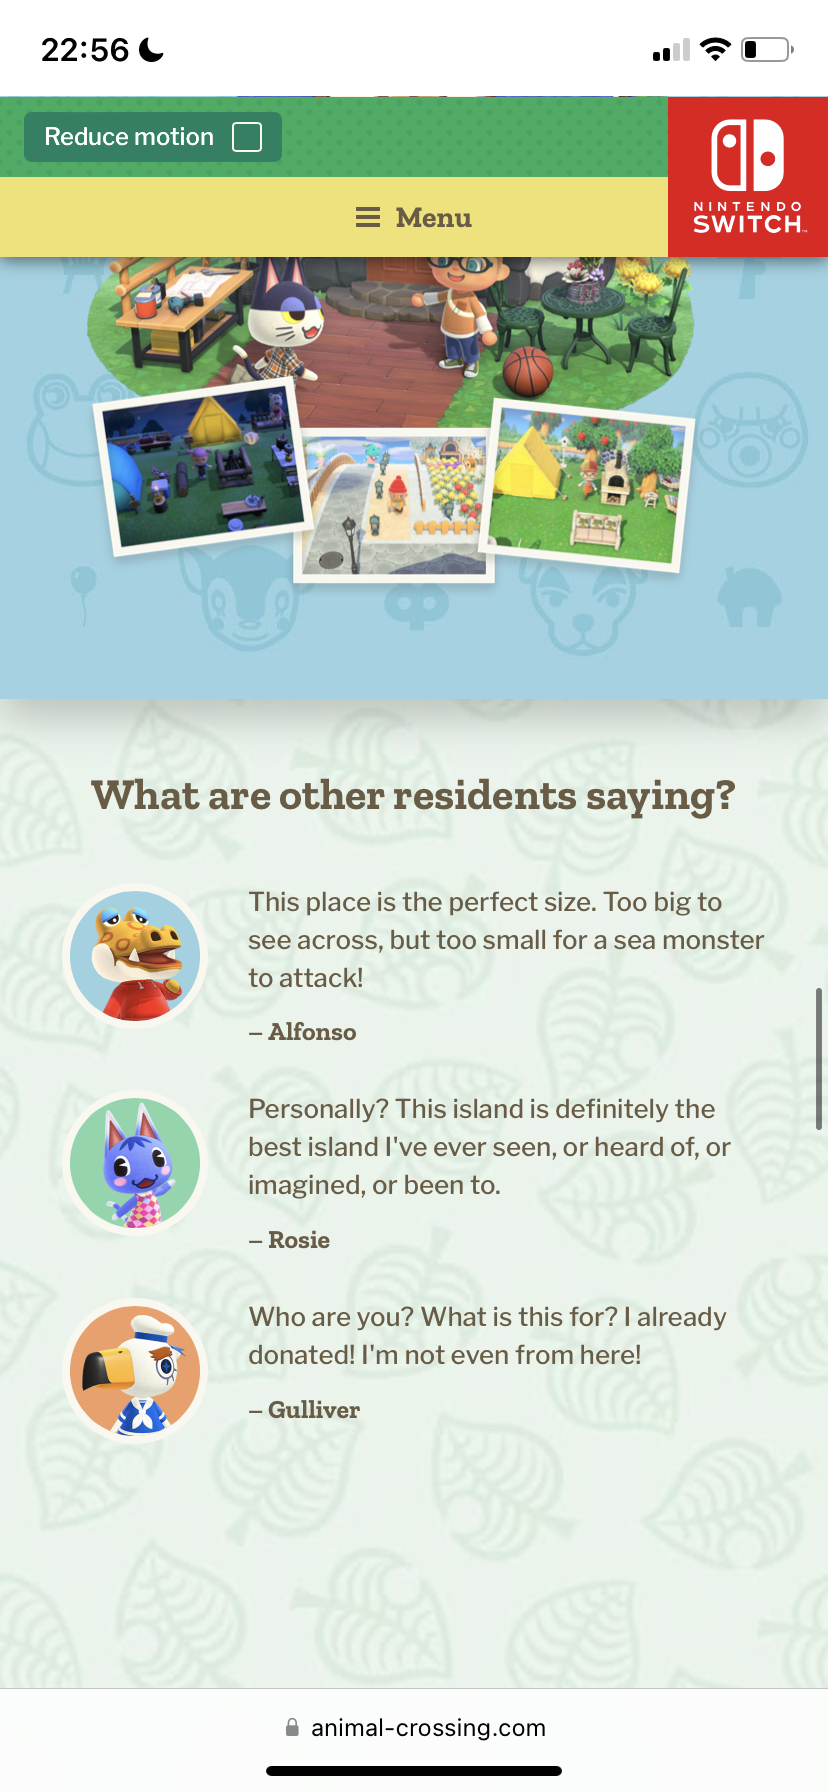 22:56
Reduce motion
NINTENDO
SWITCH
Menu
What are other residents saying?
This place is the perfect size. Too big to
see across, but too small for a sea monster
to attack!
– Alfonso
Personally? This island is definitely the
best island I've ever seen, or heard of, or
imagined, or been to.
– Rosie
Who are you? What is this for? I already
donated! I'm not even from here!
– Gulliver
animal-crossing.com